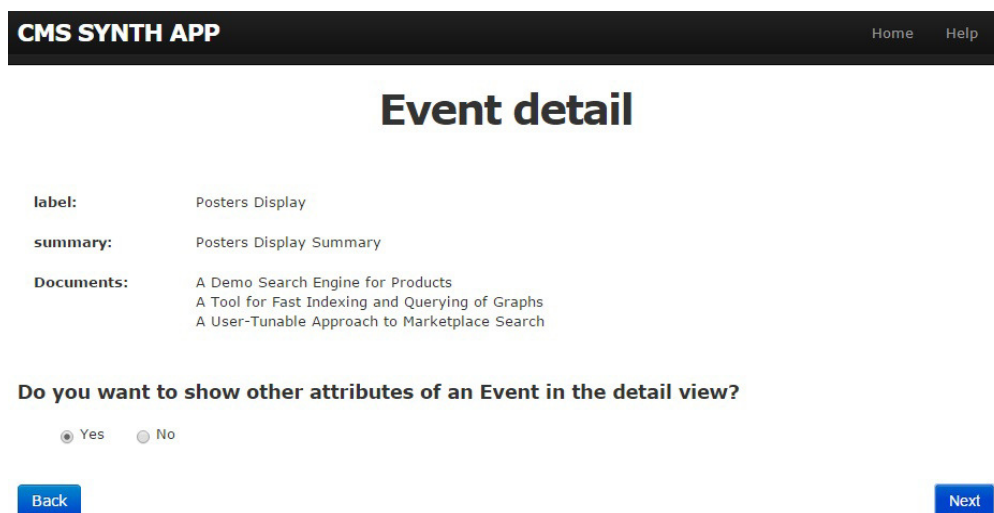 CMS SYNTH APP Home Help
Event detail
label: Posters Display
summary: Posters Display Summary
Documents: A Demo Search Engine for Products
A Tool for Fast Indexing and Querying of Graphs
A User-Tunable Approach to Marketplace Search
Do you want to show other attributes of an Event in the detail view?
Yes No
Back Next